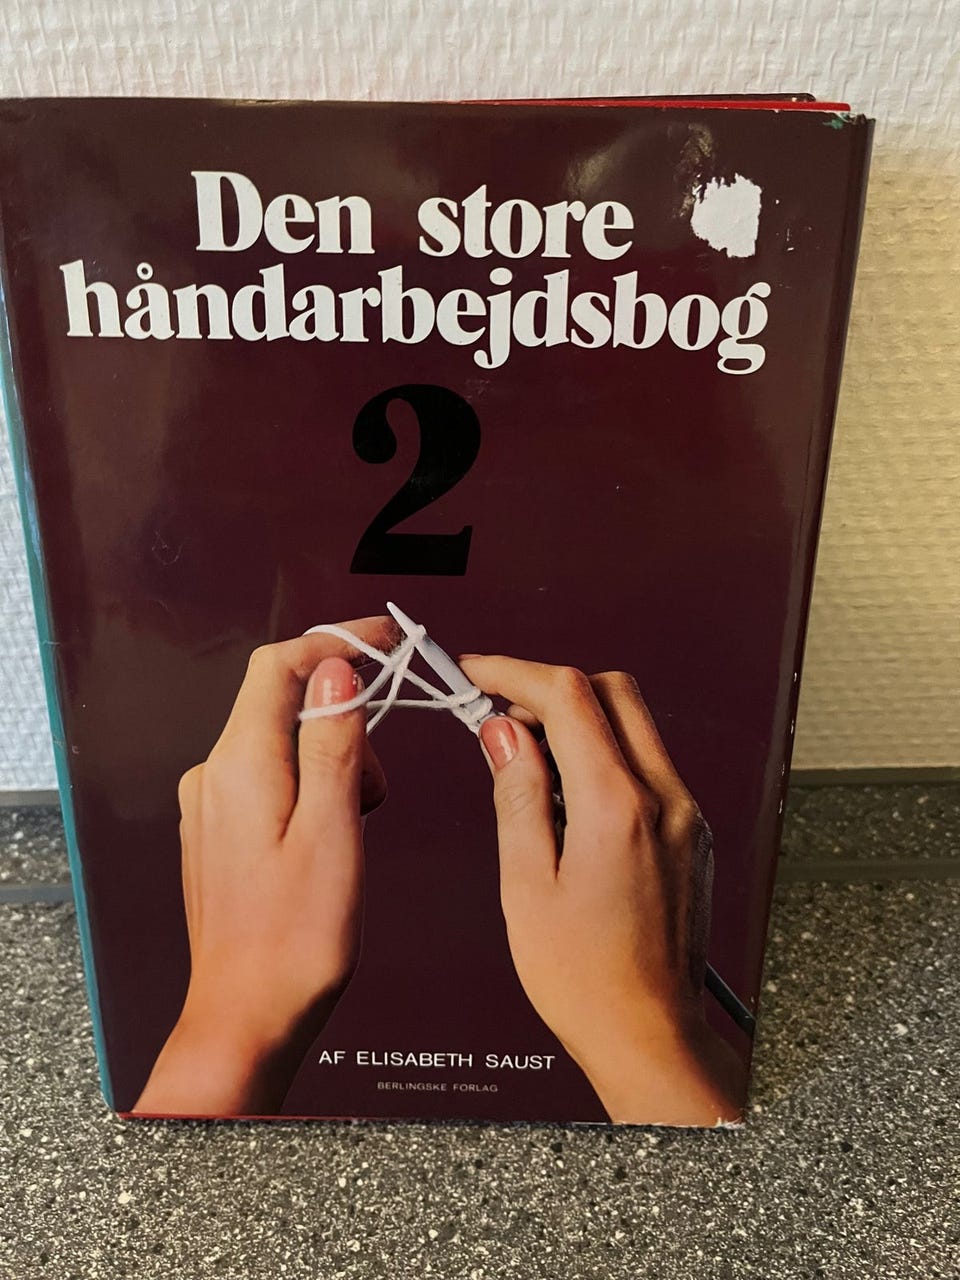 Den store
håndarbejdsbog
2
AF ELISABETH SAUST
BERLINGSKE FORLAG